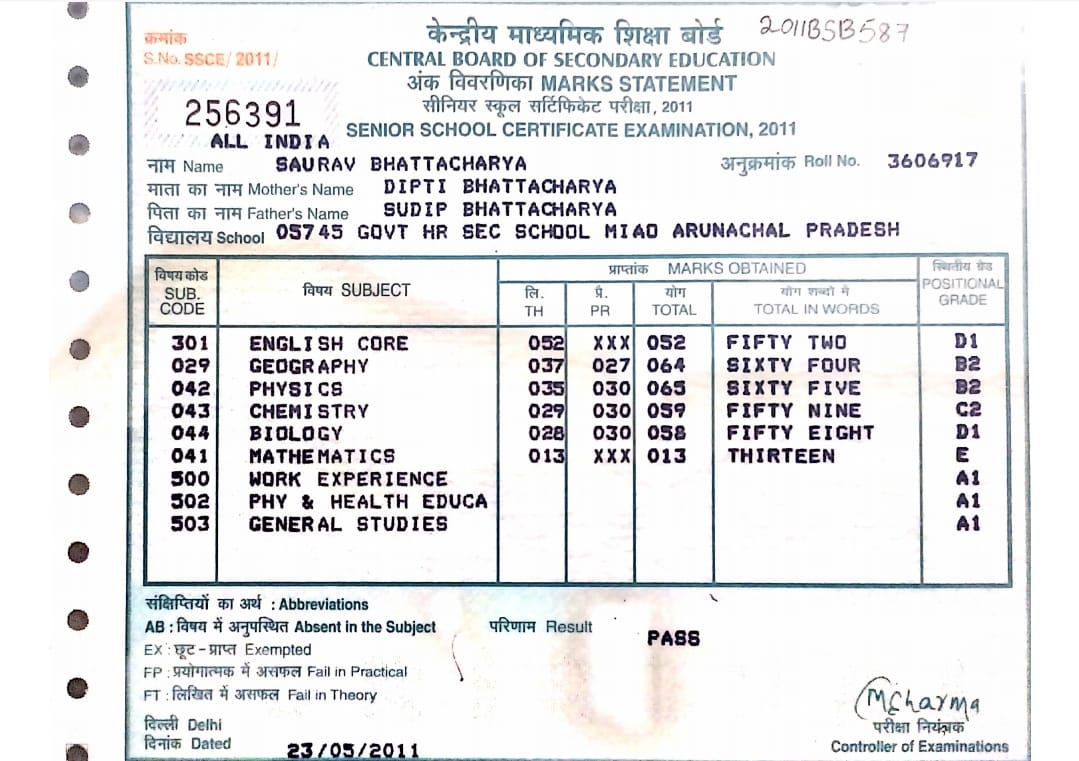 केन्द्रीय माध्यमिक शिक्षा बोर्ड 2011BSB587
क्रमांक
S.No. SSCE/ 2011/
CENTRAL BOARD OF SECONDARY EDUCATION
अंक विवरणिका MARKS STATEMENT
सीनियर स्कूल सर्टिफिकेट परीक्षा, 2011
256391
SENIOR SCHOOL CERTIFICATE EXAMINATION, 2011
ALL INDIA
नाम Name SAURAV BHATTACHARYA अनुक्रमांक Roll No. 3606917
माता का नाम Mother's Name DIPTI BHATTACHARYA
पिता का नाम Father's Name SUDIP BHATTACHARYA
विद्यालय School 05745 GOVT HR SEC SCHOOL MIAO ARUNACHAL PRADESH
विषय कोड SUB. CODE विषय SUBJECT प्राप्तांक MARKS OBTAINED स्थितीय ग्रेड POSITIONAL GRADE
लि. TH प्रै. PR योग TOTAL योग शब्दो मे TOTAL IN WORDS
301 ENGLISH CORE 052 XXX 052 FIFTY TWO D1
029 GEOGRAPHY 037 027 064 SIXTY FOUR B2
042 PHYSICS 035 030 065 SIXTY FIVE B2
043 CHEMISTRY 029 030 059 FIFTY NINE C2
044 BIOLOGY 028 030 058 FIFTY EIGHT D1
041 MATHEMATICS 013 XXX 013 THIRTEEN E
500 WORK EXPERIENCE A1
502 PHY & HEALTH EDUCA A1
503 GENERAL STUDIES A1
संक्षिप्तियों का अर्थ : Abbreviations
AB : विषय में अनुपस्थित Absent in the Subject परिणाम Result PASS
EX : छूट - प्राप्त Exempted
FP : प्रयोगात्मक में असफल Fail in Practical
FT : लिखित में असफल Fail in Theory
MSharma
दिल्ली Delhi परीक्षा नियंत्रक
दिनांक Dated 23/05/2011 Controller of Examinations